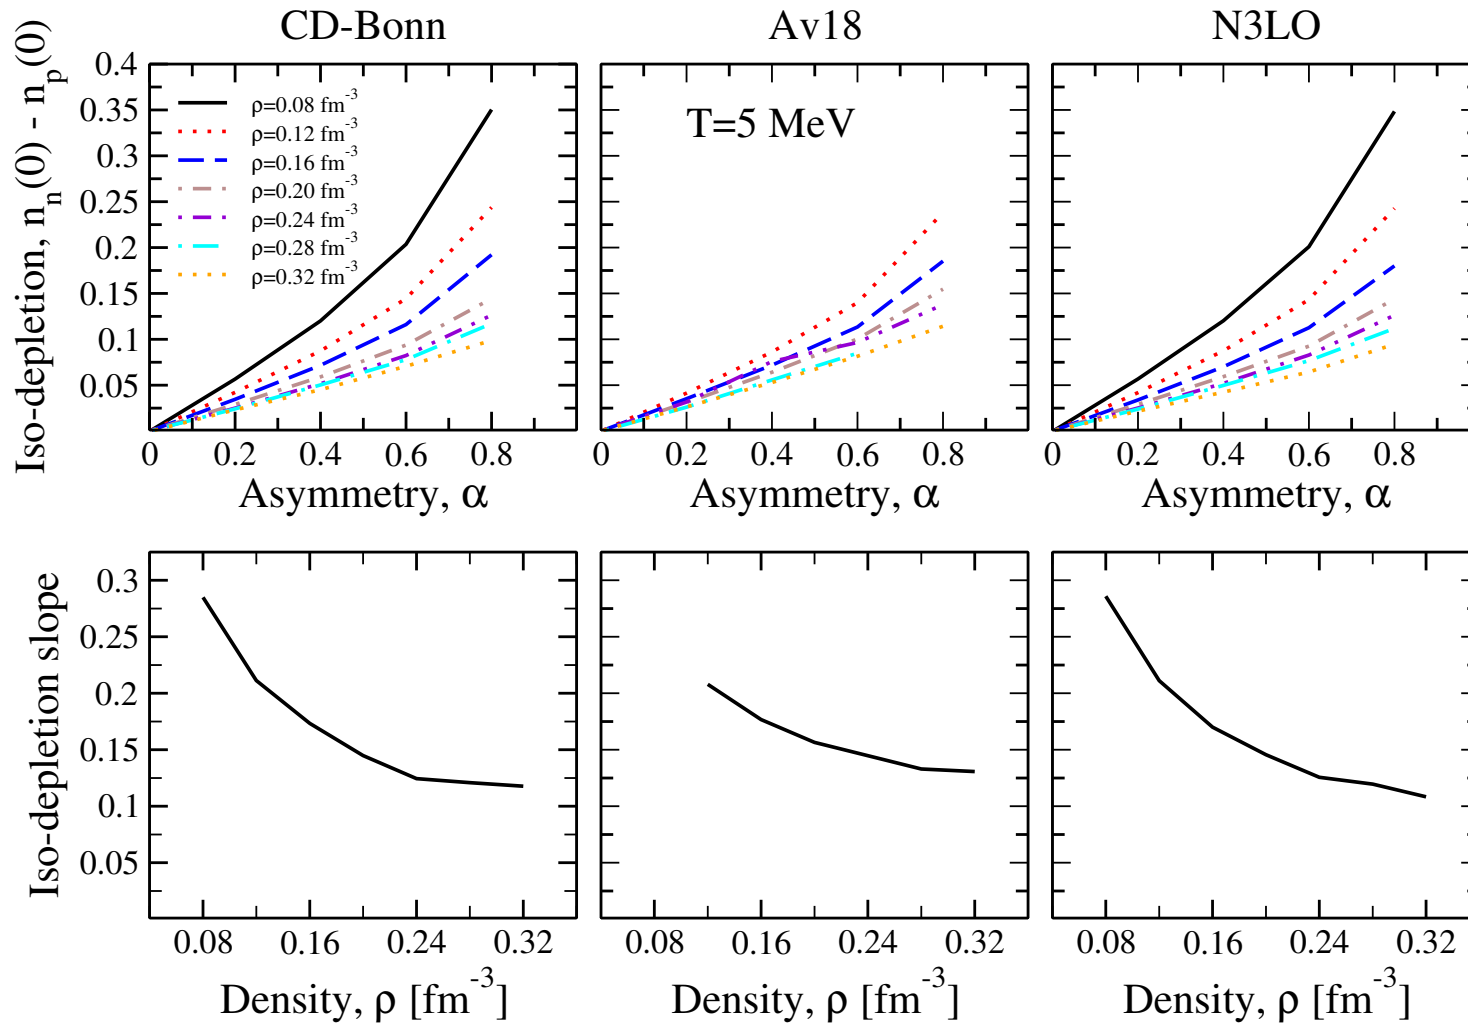 CD-Bonn
Av18
N3LO
Iso-depletion, n_n(0) - n_p(0)
0.4
0.35
0.3
0.25
0.2
0.15
0.1
0.05
ρ=0.08 fm⁻³
ρ=0.12 fm⁻³
ρ=0.16 fm⁻³
ρ=0.20 fm⁻³
ρ=0.24 fm⁻³
ρ=0.28 fm⁻³
ρ=0.32 fm⁻³
T=5 MeV
0 0.2 0.4 0.6 0.8
0 0.2 0.4 0.6 0.8
0 0.2 0.4 0.6 0.8
Asymmetry, α
Asymmetry, α
Asymmetry, α
Iso-depletion slope
0.3
0.25
0.2
0.15
0.1
0.05
0.08 0.16 0.24 0.32
0.08 0.16 0.24 0.32
0.08 0.16 0.24 0.32
Density, ρ [fm⁻³]
Density, ρ [fm⁻³]
Density, ρ [fm⁻³]